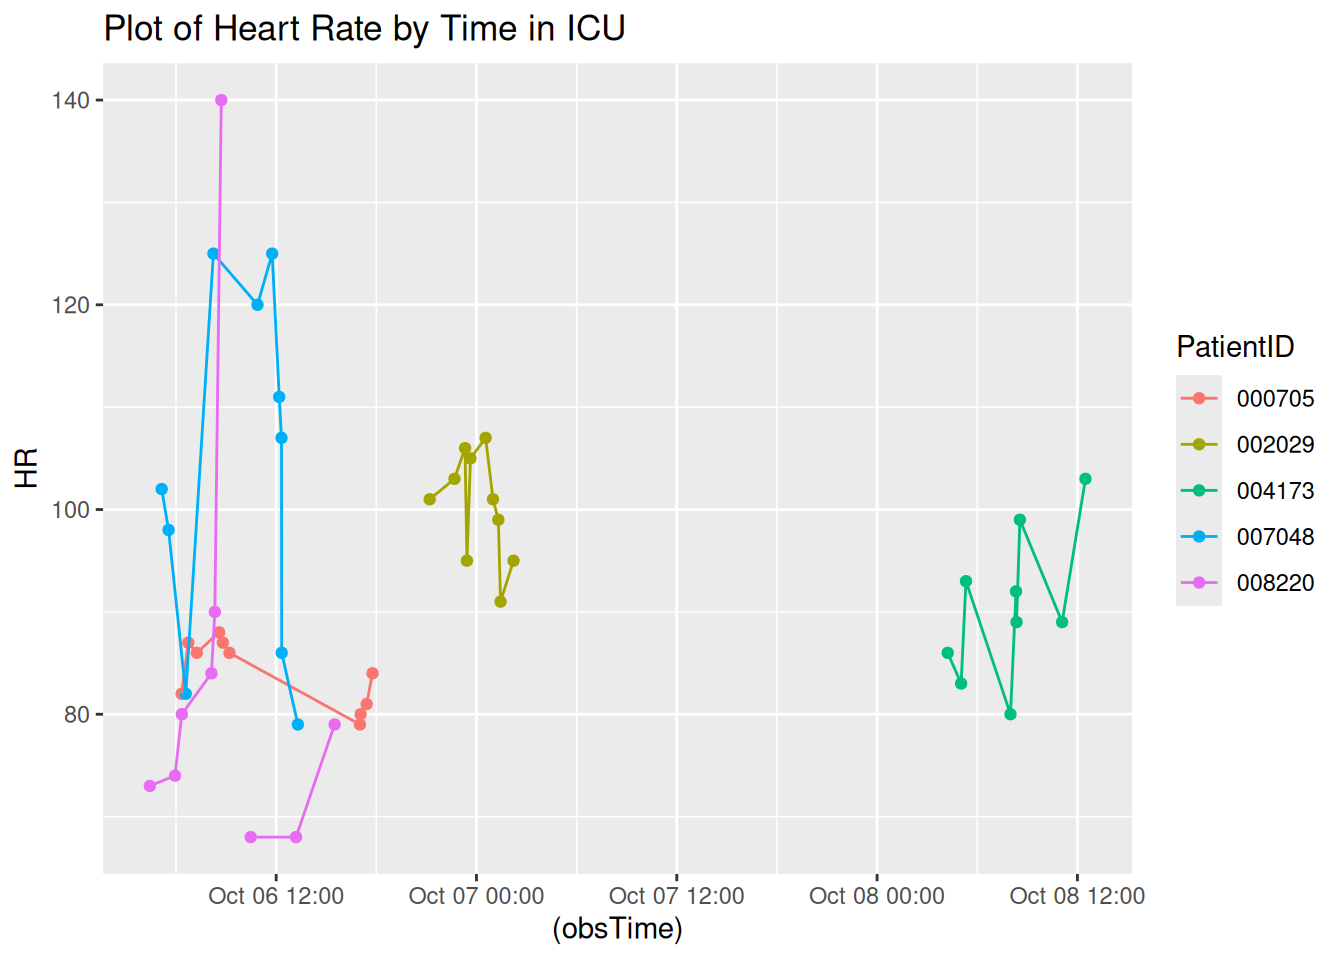 Plot of Heart Rate by Time in ICU
140
120
100
80
HR
Oct 06 12:00
Oct 07 00:00
Oct 07 12:00
Oct 08 00:00
Oct 08 12:00
(obsTime)
PatientID
000705
002029
004173
007048
008220